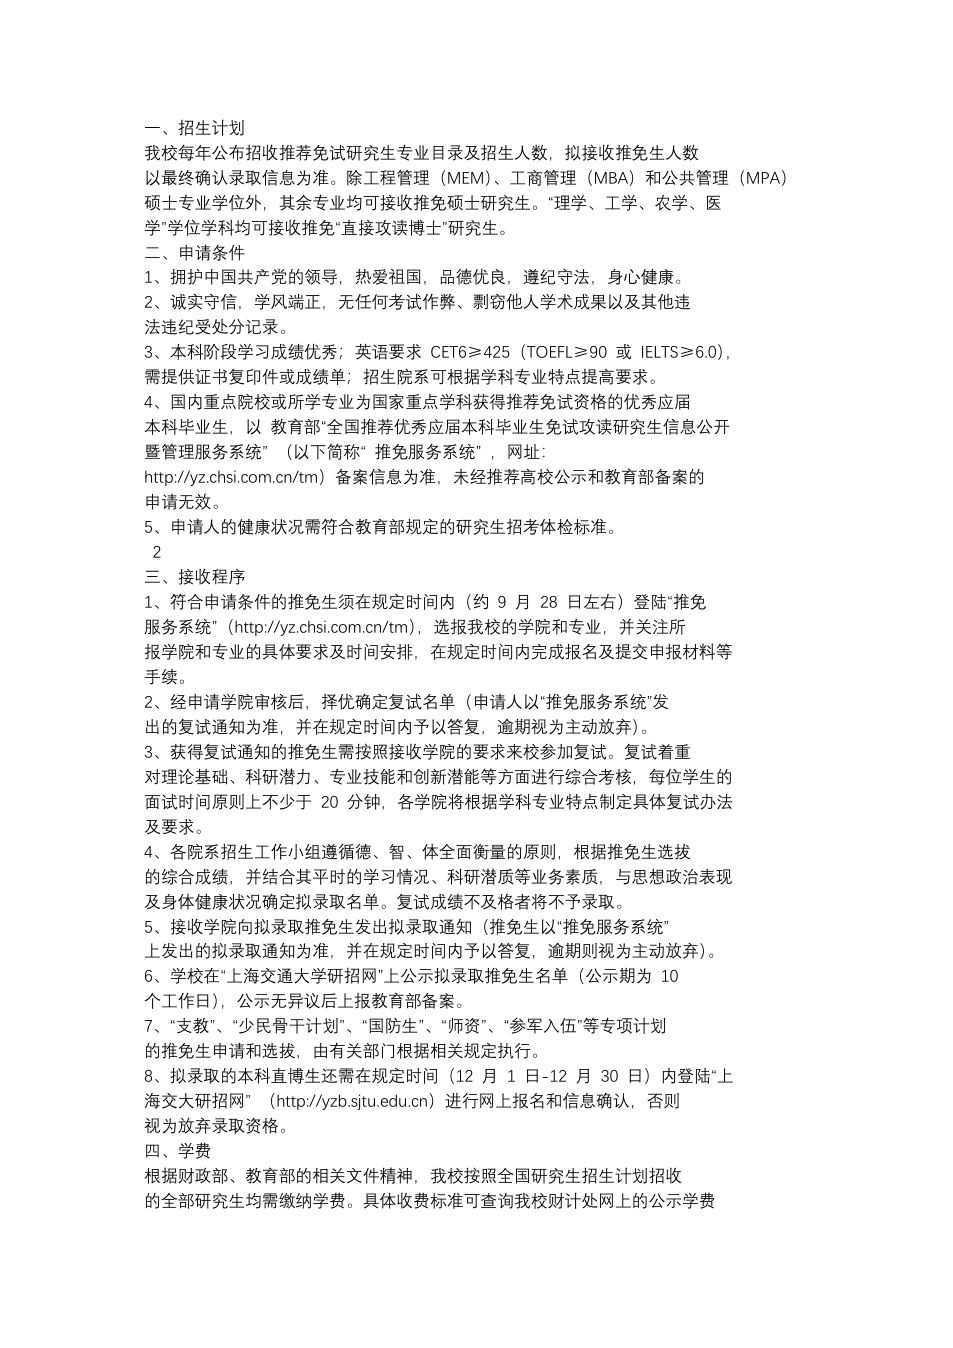 一、招生计划
我校每年公布招收推荐免试研究生专业目录及招生人数，拟接收推免生人数
以最终确认录取信息为准。除工程管理（MEM）、工商管理（MBA）和公共管理（MPA）
硕士专业学位外，其余专业均可接收推免硕士研究生。“理学、工学、农学、医
学”学位学科均可接收推免“直接攻读博士”研究生。
二、申请条件
1、拥护中国共产党的领导，热爱祖国，品德优良，遵纪守法，身心健康。
2、诚实守信，学风端正，无任何考试作弊、剽窃他人学术成果以及其他违
法违纪受处分记录。
3、本科阶段学习成绩优秀；英语要求 CET6≥425（TOEFL≥90 或 IELTS≥6.0），
需提供证书复印件或成绩单；招生院系可根据学科专业特点提高要求。
4、国内重点院校或所学专业为国家重点学科获得推荐免试资格的优秀应届
本科毕业生，以 教育部“全国推荐优秀应届本科毕业生免试攻读研究生信息公开
暨管理服务系统” （以下简称“ 推免服务系统” ，网址：
http://yz.chsi.com.cn/tm）备案信息为准，未经推荐高校公示和教育部备案的
申请无效。
5、申请人的健康状况需符合教育部规定的研究生招考体检标准。
2
三、接收程序
1、符合申请条件的推免生须在规定时间内（约 9 月 28 日左右）登陆“推免
服务系统”（http://yz.chsi.com.cn/tm），选报我校的学院和专业，并关注所
报学院和专业的具体要求及时间安排，在规定时间内完成报名及提交申报材料等
手续。
2、经申请学院审核后，择优确定复试名单（申请人以“推免服务系统”发
出的复试通知为准，并在规定时间内予以答复，逾期视为主动放弃）。
3、获得复试通知的推免生需按照接收学院的要求来校参加复试。复试着重
对理论基础、科研潜力、专业技能和创新潜能等方面进行综合考核，每位学生的
面试时间原则上不少于 20 分钟，各学院将根据学科专业特点制定具体复试办法
及要求。
4、各院系招生工作小组遵循德、智、体全面衡量的原则，根据推免生选拔
的综合成绩，并结合其平时的学习情况、科研潜质等业务素质，与思想政治表现
及身体健康状况确定拟录取名单。复试成绩不及格者将不予录取。
5、接收学院向拟录取推免生发出拟录取通知（推免生以“推免服务系统”
上发出的拟录取通知为准，并在规定时间内予以答复，逾期则视为主动放弃）。
6、学校在“上海交通大学研招网”上公示拟录取推免生名单（公示期为 10
个工作日），公示无异议后上报教育部备案。
7、“支教”、“少民骨干计划”、“国防生”、“师资”、“参军入伍”等专项计划
的推免生申请和选拔，由有关部门根据相关规定执行。
8、拟录取的本科直博生还需在规定时间（12 月 1 日-12 月 30 日）内登陆“上
海交大研招网” （http://yzb.sjtu.edu.cn）进行网上报名和信息确认，否则
视为放弃录取资格。
四、学费
根据财政部、教育部的相关文件精神，我校按照全国研究生招生计划招收
的全部研究生均需缴纳学费。具体收费标准可查询我校财计处网上的公示学费